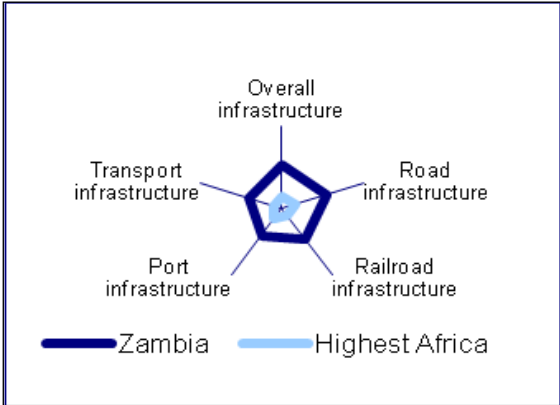 Overall
infrastructure
Transport
infrastructure
Road
infrastructure
Port
infrastructure
Railroad
infrastructure
Zambia
Highest Africa